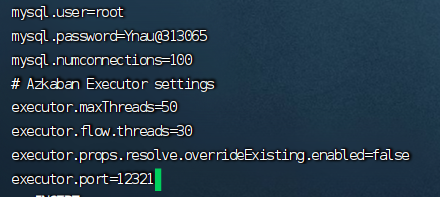 mysql.user=root
mysql.password=Ynau@313065
mysql.numconnections=100
# Azkaban Executor settings
executor.maxThreads=50
executor.flow.threads=30
executor.props.resolve.overrideExisting.enabled=false
executor.port=12321